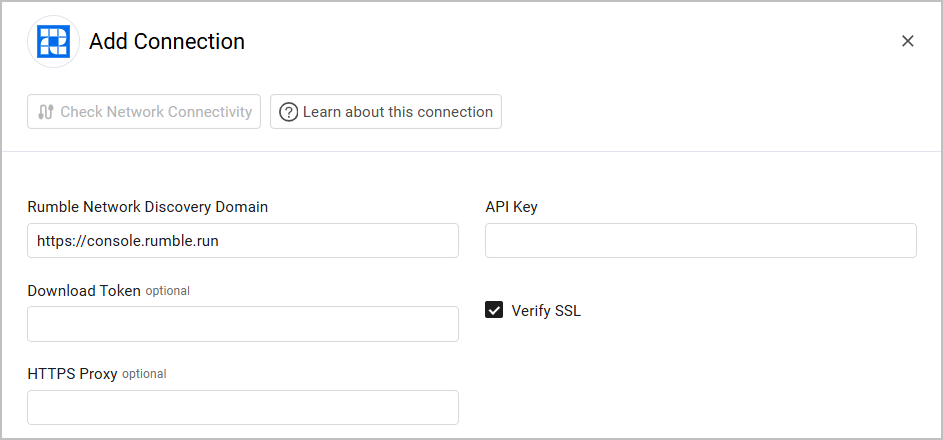 Add Connection
Check Network Connectivity
Learn about this connection
Rumble Network Discovery Domain
API Key
https://console.rumble.run
Download Token optional
Verify SSL
HTTPS Proxy optional